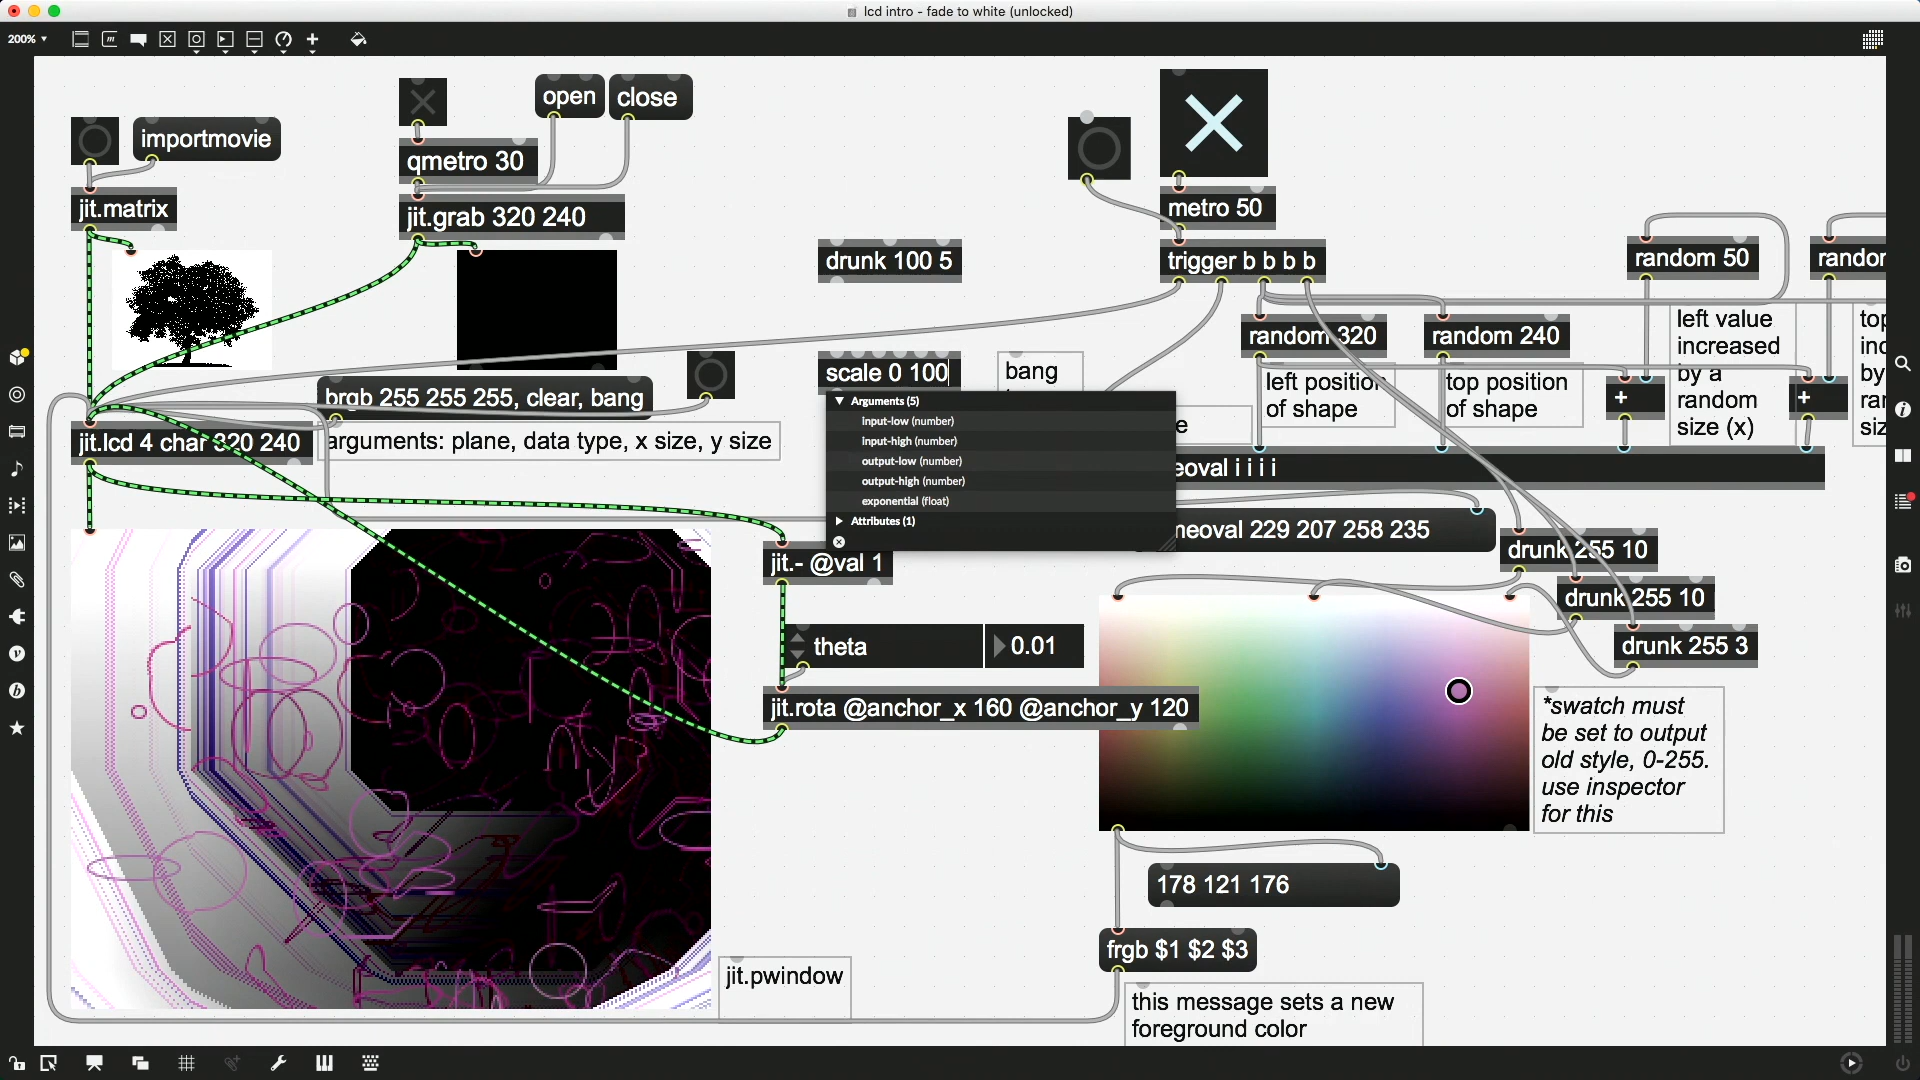 lcd intro - fade to white (unlocked)
200%
open
close
importmovie
qmetro 30
jit.matrix
jit.grab 320 240
metro 50
drunk 100 5
trigger b b b b
random 50
random 320
random 240
left value
increased
by a
random
size (x)
scale 0 100
bang
left position
of shape
top position
of shape
brgb 255 255 255, clear, bang
+
+
Arguments (5)
input-low (number)
input-high (number)
output-low (number)
output-high (number)
exponential (float)
Attributes (1)
jit.lcd 4 char 320 240
arguments: plane, data type, x size, y size
eoval i i i i
meoval 229 207 258 235
drunk 255 10
jit.- @val 1
drunk 255 10
theta
0.01
drunk 255 3
jit.rota @anchor_x 160 @anchor_y 120
*swatch must
be set to output
old style, 0-255.
use inspector
for this
178 121 176
frgb $1 $2 $3
jit.pwindow
this message sets a new
foreground color